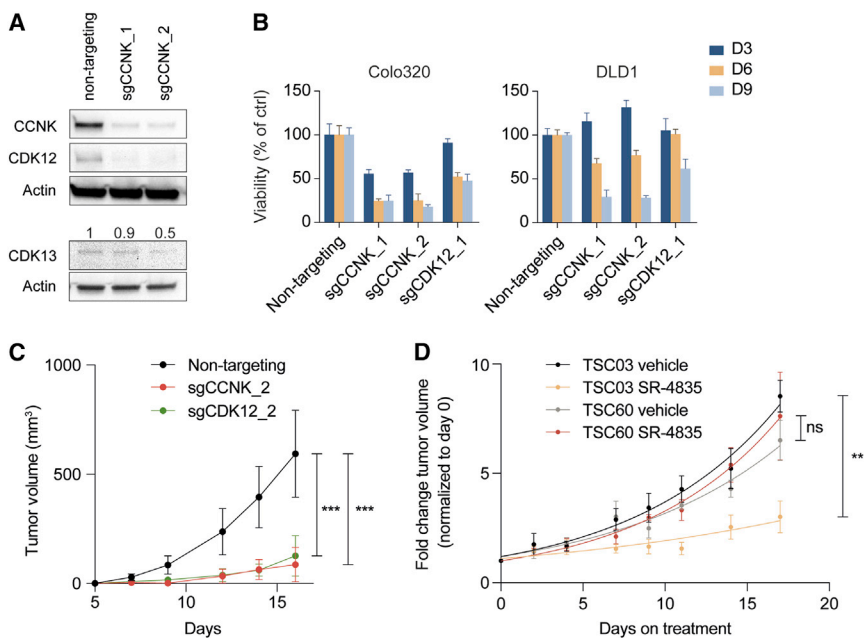 A
non-targeting
sgCCNK_1
sgCCNK_2
CCNK
CDK12
Actin
1 0.9 0.5
CDK13
Actin
B
D3
D6
D9
Colo320
DLD1
Viability (% of ctrl)
150
100
50
0
Non-targeting
sgCCNK_1
sgCCNK_2
sgCDK12_1
150
100
50
0
Non-targeting
sgCCNK_1
sgCCNK_2
sgCDK12_1
C
Non-targeting
sgCCNK_2
sgCDK12_2
Tumor volume (mm³)
1000
500
0
5 10 15
Days
*** ***
D
TSC03 vehicle
TSC03 SR-4835
TSC60 vehicle
TSC60 SR-4835
Fold change tumor volume
(normalized to day 0)
10
5
0
0 5 10 15 20
Days on treatment
ns
**